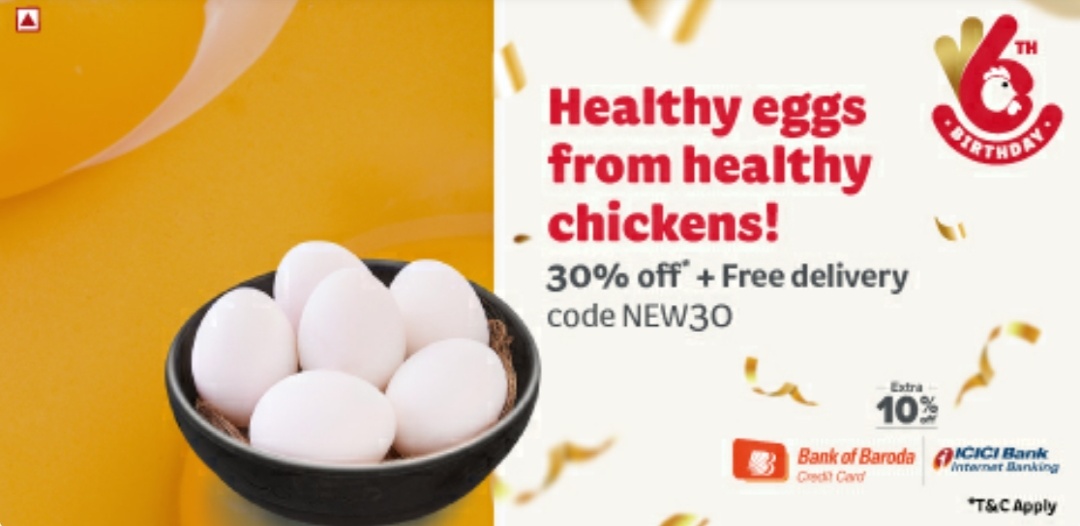 6TH
BIRTHDAY
Healthy eggs
from healthy
chickens!
30% off* + Free delivery
code NEW30
Extra
10% off
Bank of Baroda
Credit Card
ICICI Bank
Internet Banking
*T&C Apply